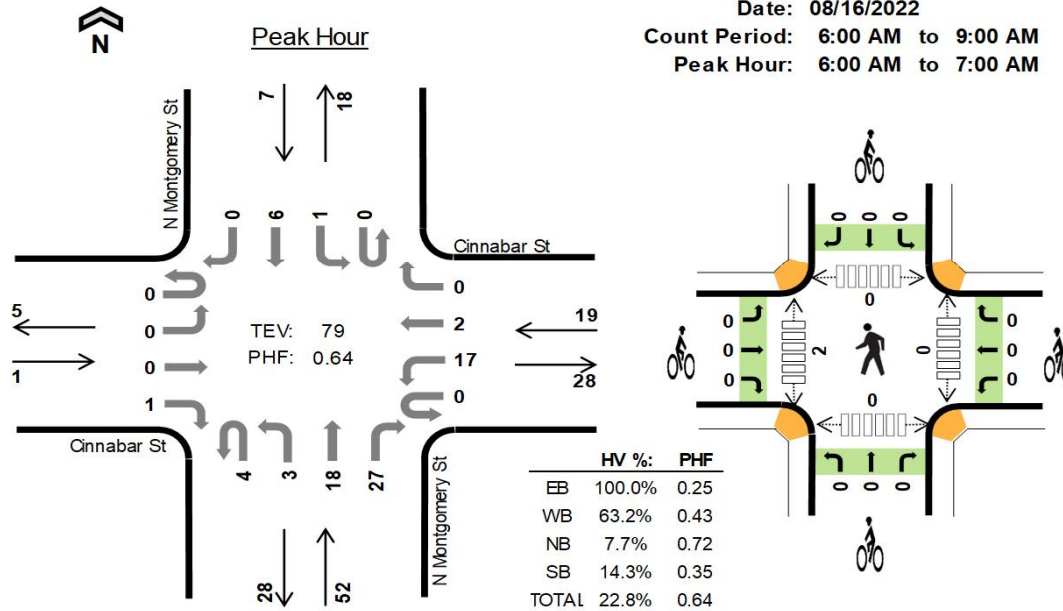 N
Peak Hour
Date: 08/16/2022
Count Period: 6:00 AM to 9:00 AM
Peak Hour: 6:00 AM to 7:00 AM
7
18
N Montgomery St
0 6 1 0
Cinnabar St
0
0
0
1
5
1
TEV: 79
PHF: 0.64
0
2
17
0
19
28
Cinnabar St
4 3 18 27
N Montgomery St
28
52
0 0 0
0
0
0
0
2
0
0
0
0
0
0
0 0 0
HV %: PHF
EB 100.0% 0.25
WB 63.2% 0.43
NB 7.7% 0.72
SB 14.3% 0.35
TOTAL 22.8% 0.64